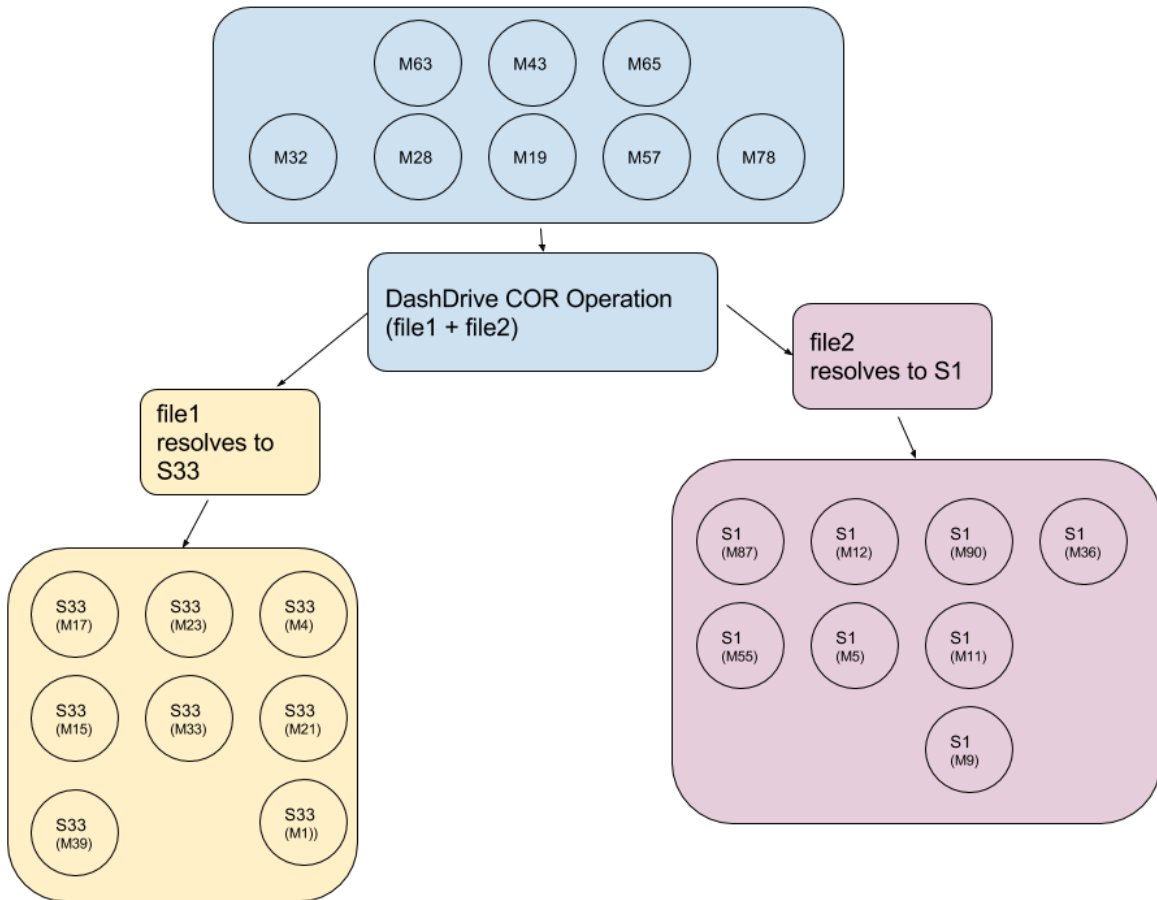 M63
M43
M65
M32
M28
M19
M57
M78
DashDrive COR Operation
(file1 + file2)
file2
resolves to S1
file1
resolves to
S33
S1
(M87)
S1
(M12)
S1
(M90)
S1
(M36)
S1
(M55)
S1
(M5)
S1
(M11)
S1
(M9)
S33
(M17)
S33
(M23)
S33
(M4)
S33
(M15)
S33
(M33)
S33
(M21)
S33
(M39)
S33
(M1))